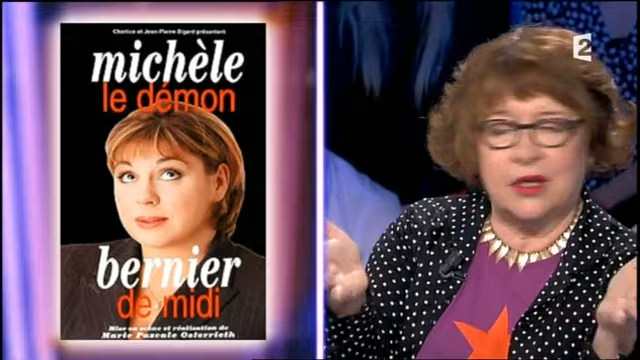 Charlow et Jean-Pierre Bigard présentent
michèle
le démon
bernier
de midi
Mise en scène et réalisation de
Marie Pascale Osterrieth
2